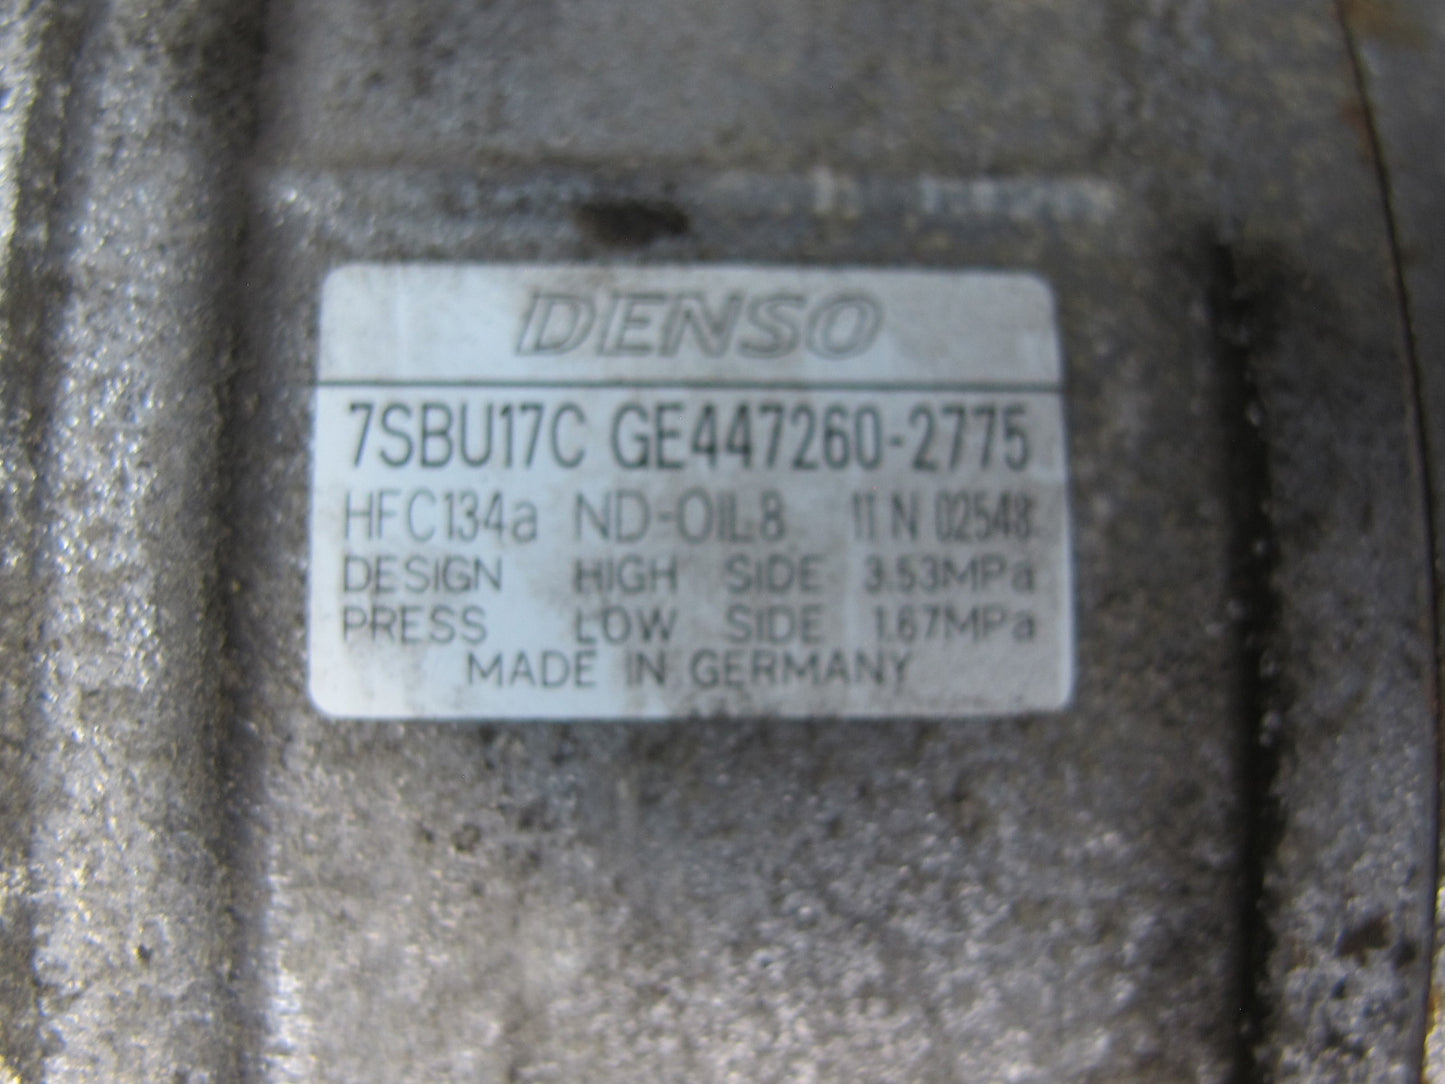 DENSO
7SBU17C GE447260-2775
HFC134a ND-OIL8 11 N 02548
DESIGN HIGH SIDE 3.53MPa
PRESS LOW SIDE 1.67MPa
MADE IN GERMANY